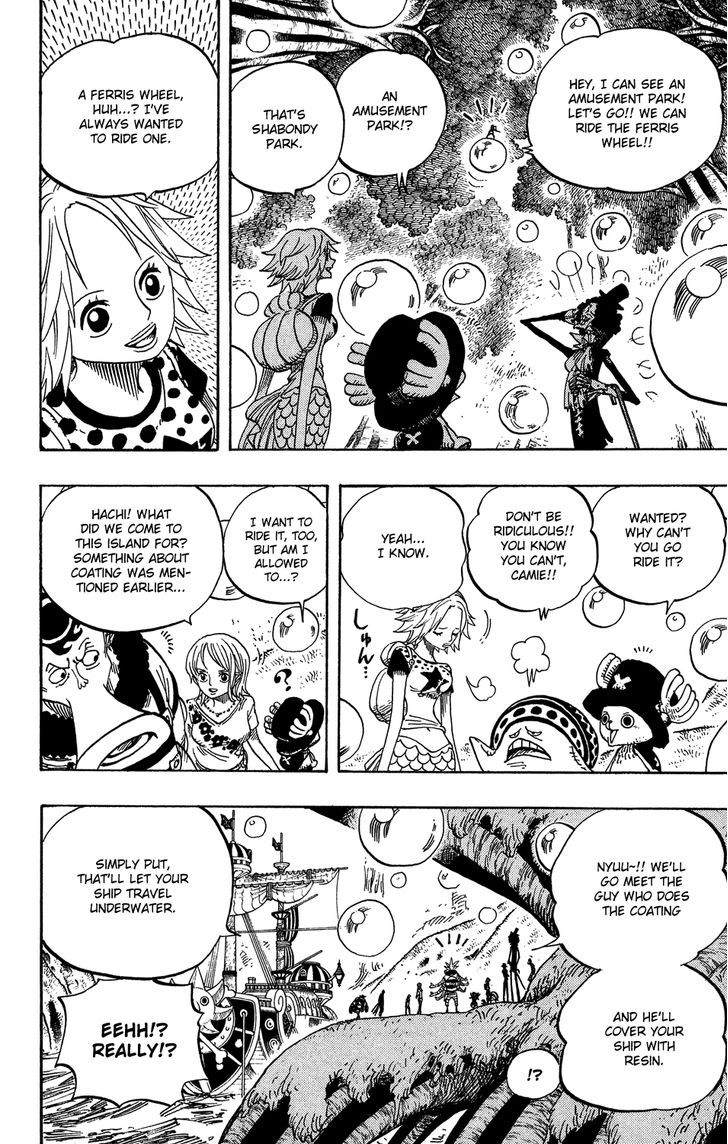 HEY, I CAN SEE AN
AMUSEMENT PARK!
LET'S GO!! WE CAN
RIDE THE FERRIS
WHEEL!!
AN
AMUSEMENT
PARK!?
THAT'S
SHABONDY
PARK.
A FERRIS WHEEL,
HUH...? I'VE
ALWAYS WANTED
TO RIDE ONE.
WANTED?
WHY CAN'T
YOU GO
RIDE IT?
DON'T BE
RIDICULOUS!!
YOU KNOW
YOU CAN'T,
CAMIE!!
YEAH...
I KNOW.
しゅん…
I WANT TO
RIDE IT, TOO,
BUT AM I
ALLOWED
TO...?
?
HACHI! WHAT
DID WE COME TO
THIS ISLAND FOR?
SOMETHING ABOUT
COATING WAS MEN-
TIONED EARLIER...
NYUU~!! WE'LL
GO MEET THE
GUY WHO DOES
THE COATING
AND HE'LL
COVER YOUR
SHIP WITH
RESIN.
!?
SIMPLY PUT,
THAT'LL LET YOUR
SHIP TRAVEL
UNDERWATER.
EEHH!?
REALLY!?